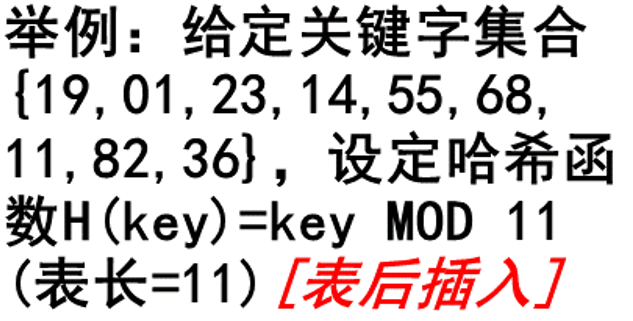 举例：给定关键字集合
{19,01,23,14,55,68,
11,82,36}，设定哈希函
数H(key)=key MOD 11
(表长=11)[表后插入]